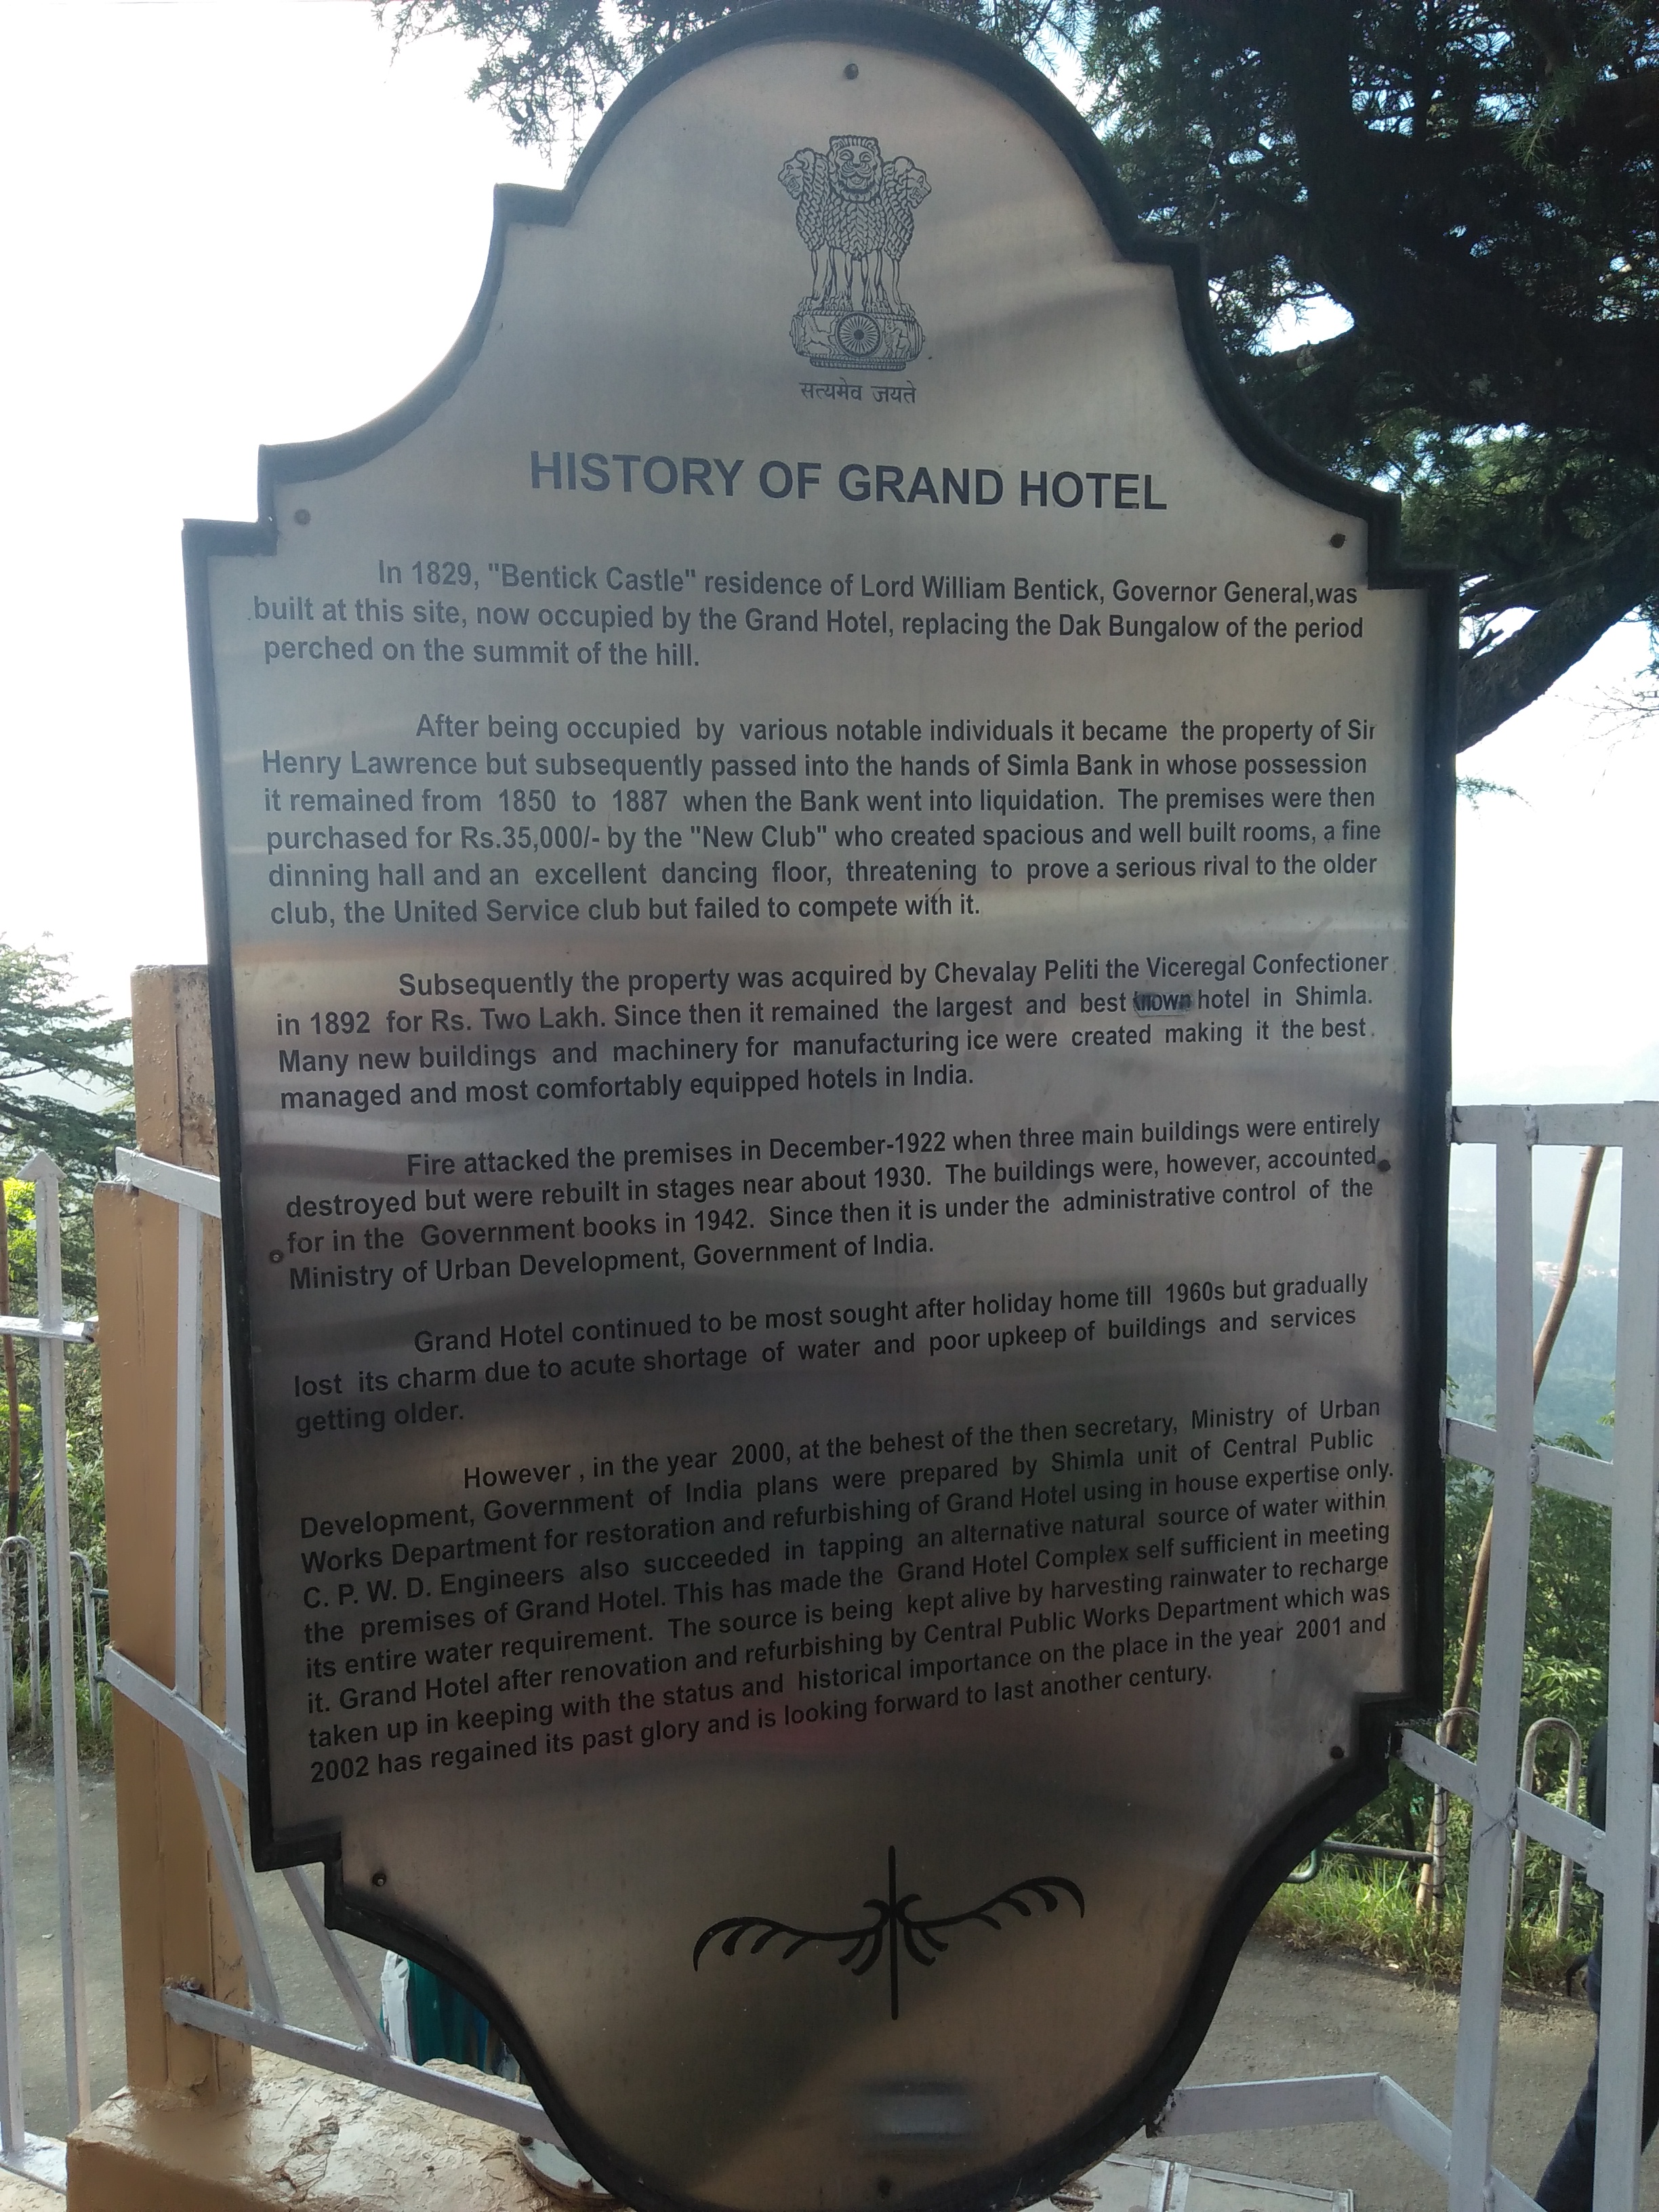 सत्यमेव जयते
HISTORY OF GRAND HOTEL
In 1829, "Bentick Castle" residence of Lord William Bentick, Governor General,was
built at this site, now occupied by the Grand Hotel, replacing the Dak Bungalow of the period
perched on the summit of the hill.
After being occupied by various notable individuals it became the property of Sir
Henry Lawrence but subsequently passed into the hands of Simla Bank in whose possession
it remained from 1850 to 1887 when the Bank went into liquidation. The premises were then
purchased for Rs.35,000/- by the "New Club" who created spacious and well built rooms, a fine
dinning hall and an excellent dancing floor, threatening to prove a serious rival to the older
club, the United Service club but failed to compete with it.
Subsequently the property was acquired by Chevalay Peliti the Viceregal Confectioner
in 1892 for Rs. Two Lakh. Since then it remained the largest and best known hotel in Shimla.
Many new buildings and machinery for manufacturing ice were created making it the best
managed and most comfortably equipped hotels in India.
Fire attacked the premises in December-1922 when three main buildings were entirely
destroyed but were rebuilt in stages near about 1930. The buildings were, however, accounted
for in the Government books in 1942. Since then it is under the administrative control of the
Ministry of Urban Development, Government of India.
Grand Hotel continued to be most sought after holiday home till 1960s but gradually
lost its charm due to acute shortage of water and poor upkeep of buildings and services
getting older.
However , in the year 2000, at the behest of the then secretary, Ministry of Urban
Development, Government of India plans were prepared by Shimla unit of Central Public
Works Department for restoration and refurbishing of Grand Hotel using in house expertise only.
C. P. W. D. Engineers also succeeded in tapping an alternative natural source of water within
the premises of Grand Hotel. This has made the Grand Hotel Complex self sufficient in meeting
its entire water requirement. The source is being kept alive by harvesting rainwater to recharge
it. Grand Hotel after renovation and refurbishing by Central Public Works Department which was
taken up in keeping with the status and historical importance on the place in the year 2001 and
2002 has regained its past glory and is looking forward to last another century.